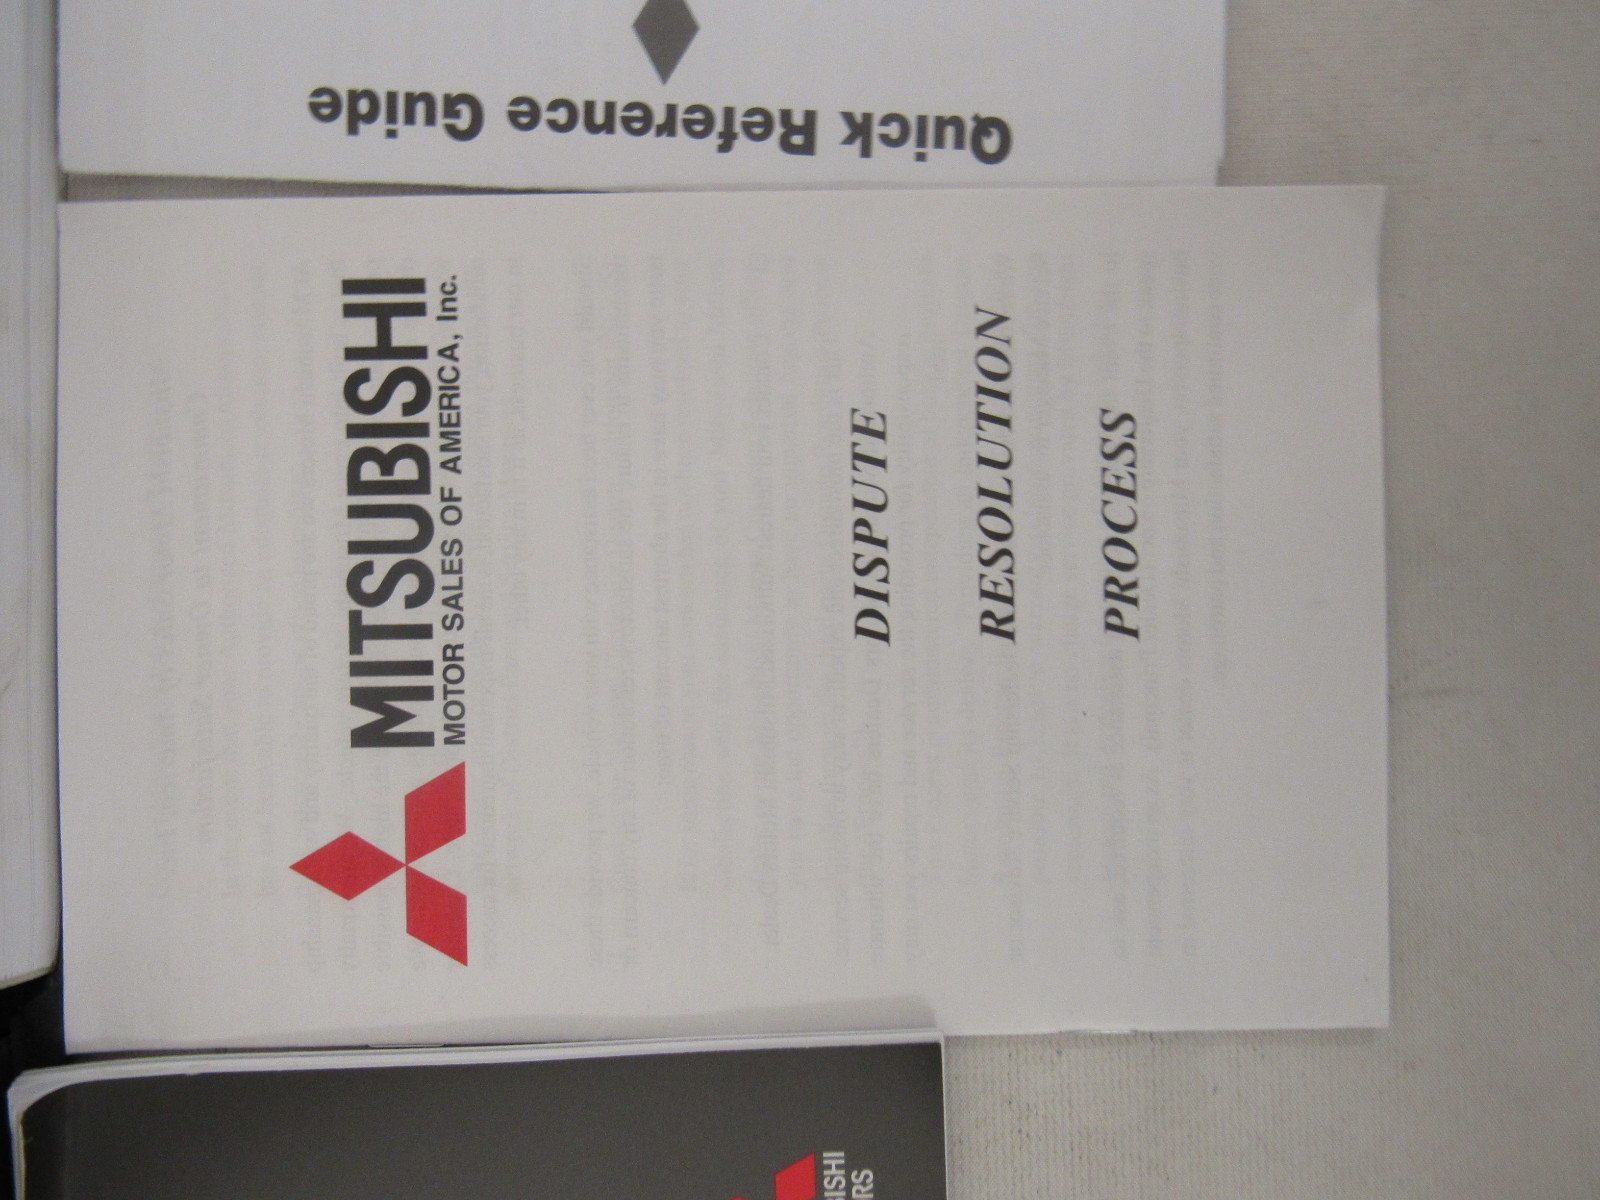 Quick Reference Guide
MITSUBISHI
MOTOR SALES OF AMERICA, Inc.
DISPUTE
RESOLUTION
PROCESS